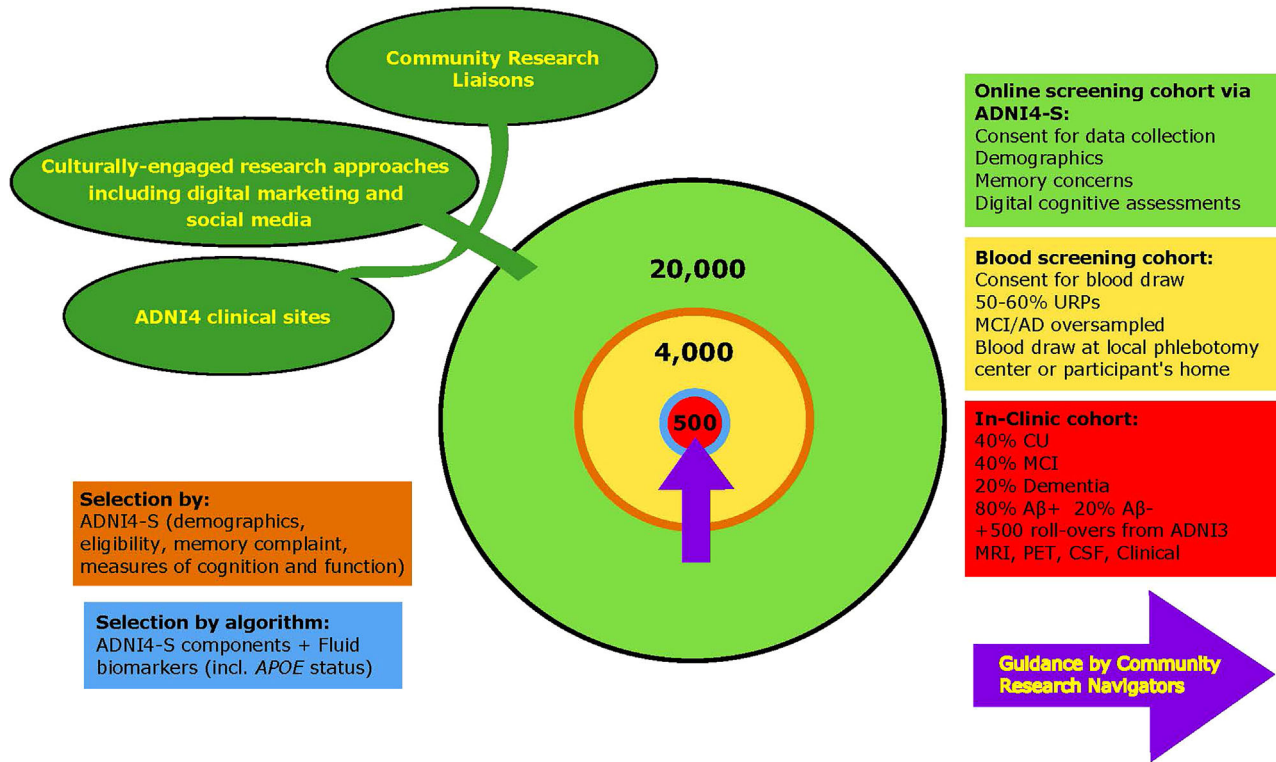 Community Research
Liaisons
Culturally-engaged research approaches
including digital marketing and
social media
ADNI4 clinical sites
20,000
4,000
500
Online screening cohort via
ADNI4-S:
Consent for data collection
Demographics
Memory concerns
Digital cognitive assessments
Blood screening cohort:
Consent for blood draw
50-60% URPs
MCI/AD oversampled
Blood draw at local phlebotomy
center or participant's home
In-Clinic cohort:
40% CU
40% MCI
20% Dementia
80% Aβ+ 20% Aβ-
+500 roll-overs from ADNI3
MRI, PET, CSF, Clinical
Selection by:
ADNI4-S (demographics,
eligibility, memory complaint,
measures of cognition and function)
Selection by algorithm:
ADNI4-S components + Fluid
biomarkers (incl. APOE status)
Guidance by Community
Research Navigators